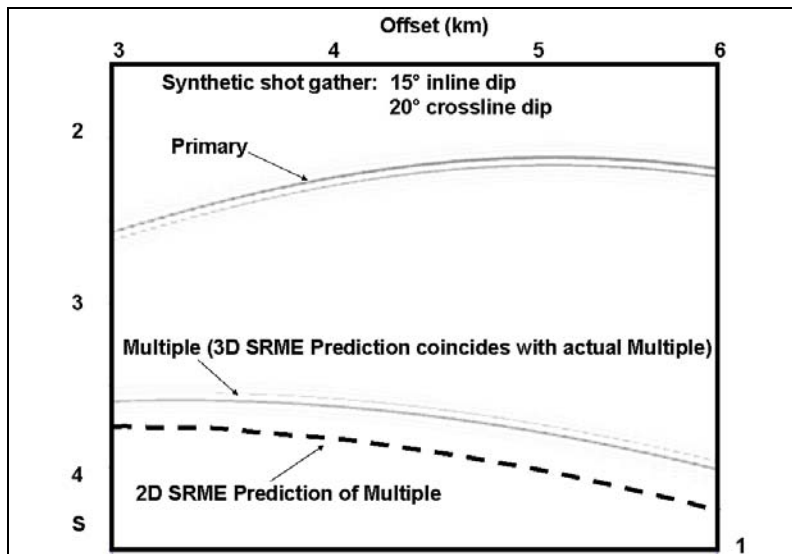 Offset (km)
3 4 5 6
Synthetic shot gather: 15° inline dip
20° crossline dip
2
Primary
3
Multiple (3D SRME Prediction coincides with actual Multiple)
4
2D SRME Prediction of Multiple
S
1